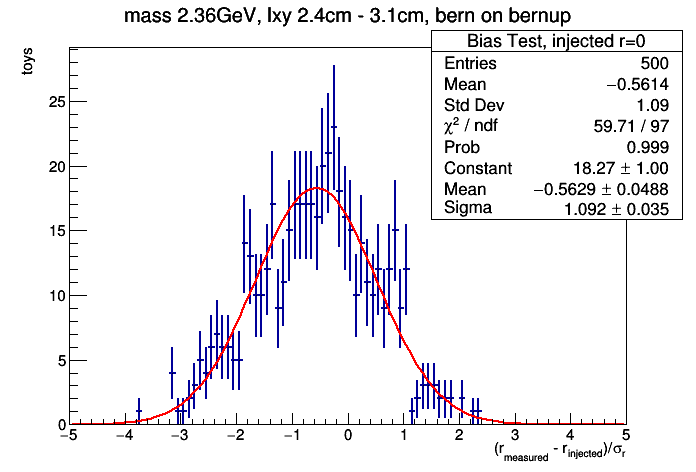 mass 2.36GeV, lxy 2.4cm - 3.1cm, bern on bernup
Bias Test, injected r=0
Entries 500
Mean −0.5614
Std Dev 1.09
χ² / ndf 59.71 / 97
Prob 0.999
Constant 18.27 ± 1.00
Mean −0.5629 ± 0.0488
Sigma 1.092 ± 0.035
toys
25
20
15
10
5
0
−5 −4 −3 −2 −1 0 1 2 3 4 5
(r_measured - r_injected)/σ_r